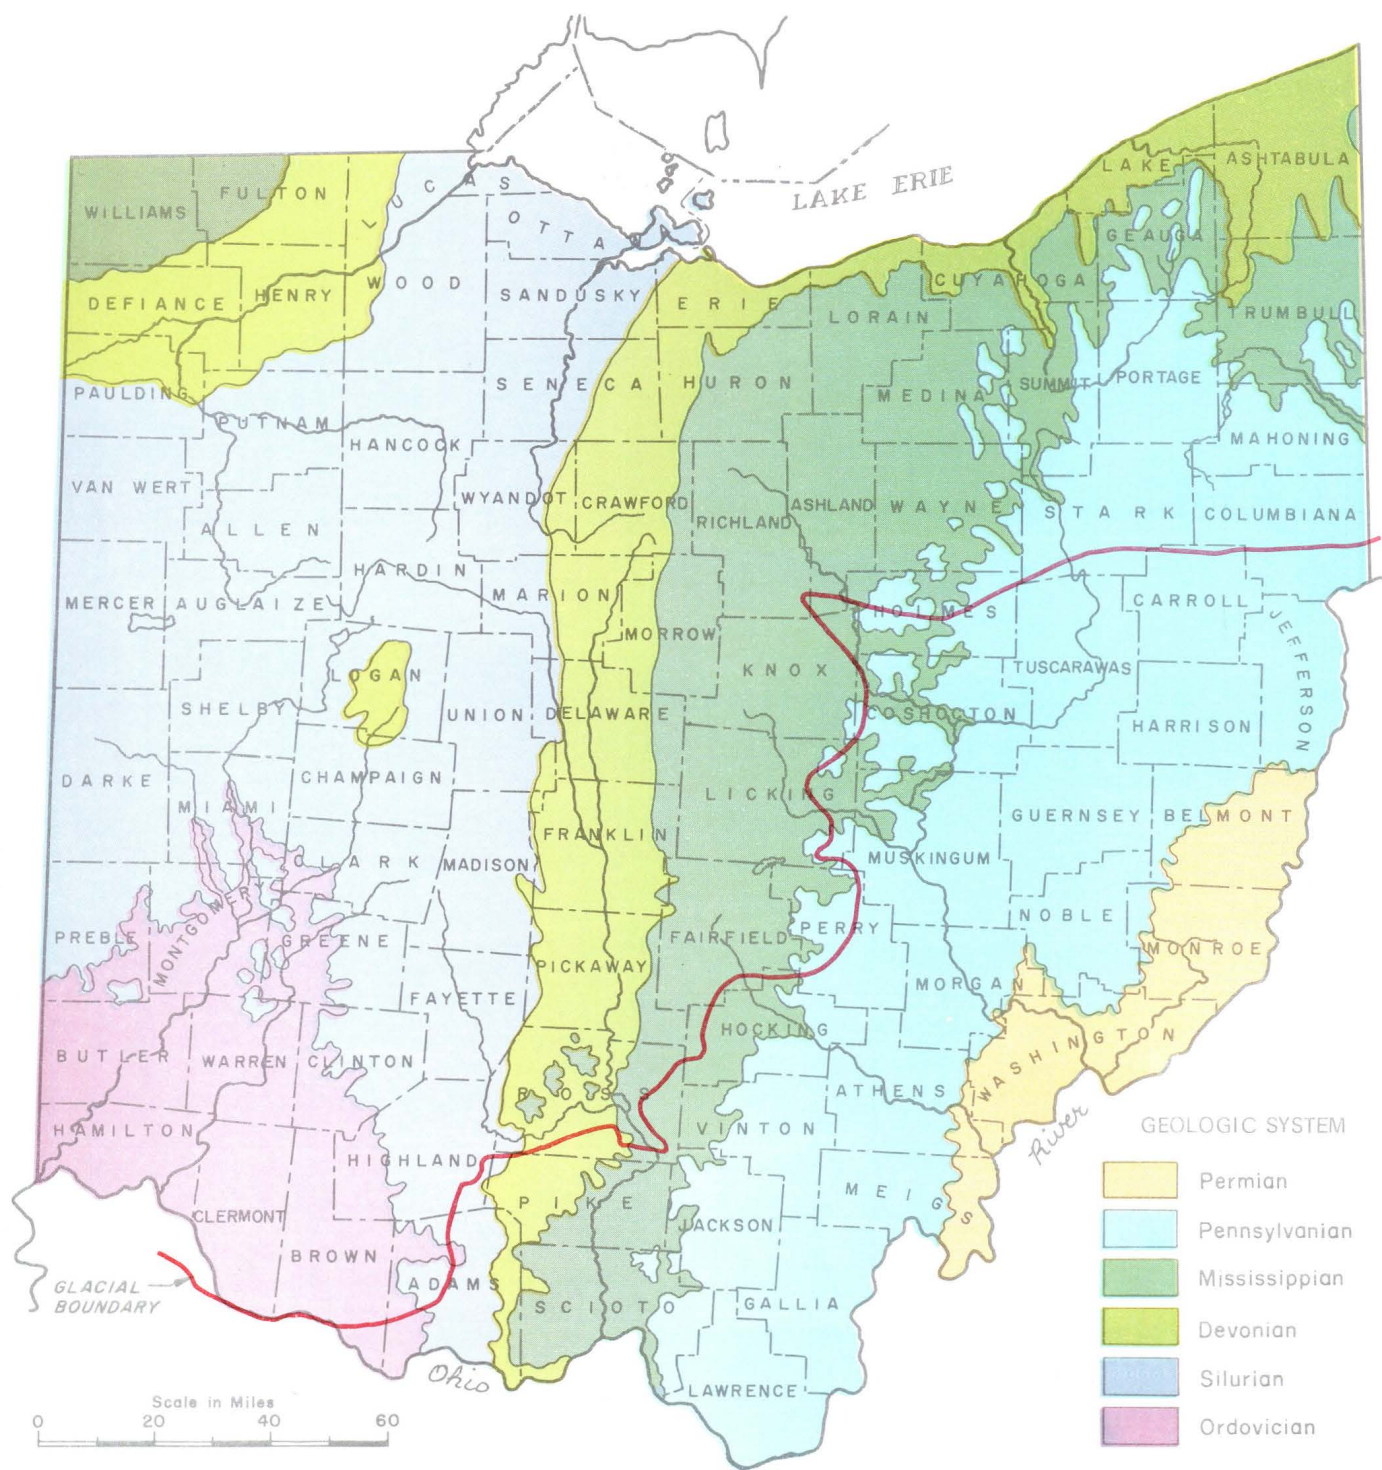 LAKE ERIE
LAKE
ASHTABULA
WILLIAMS
FULTON
LUCAS
OTTAWA
GEAUGA
DEFIANCE
HENRY
WOOD
SANDUSKY
ERIE
LORAIN
CUYAHOGA
TRUMBULL
PAULDING
PUTNAM
HANCOCK
SENECA
HURON
MEDINA
SUMMIT
PORTAGE
MAHONING
VAN WERT
ALLEN
WYANDOT
CRAWFORD
RICHLAND
ASHLAND
WAYNE
STARK
COLUMBIANA
MERCER
AUGLAIZE
HARDIN
MARION
MORROW
KNOX
HOLMES
TUSCARAWAS
CARROLL
JEFFERSON
SHELBY
LOGAN
UNION
DELAWARE
COSHOCTON
HARRISON
DARKE
MIAMI
CHAMPAIGN
LICKING
GUERNSEY
BELMONT
CLARK
MADISON
FRANKLIN
MUSKINGUM
PREBLE
MONTGOMERY
GREENE
FAYETTE
PICKAWAY
FAIRFIELD
PERRY
MORGAN
NOBLE
MONROE
BUTLER
WARREN
CLINTON
ROSS
HOCKING
ATHENS
WASHINGTON
HAMILTON
HIGHLAND
PIKE
VINTON
MEIGS
CLERMONT
BROWN
ADAMS
SCIOTO
JACKSON
GALLIA
LAWRENCE
River
Ohio
GLACIAL
BOUNDARY
GEOLOGIC SYSTEM
Permian
Pennsylvanian
Mississippian
Devonian
Silurian
Ordovician
Scale in Miles
0 20 40 60